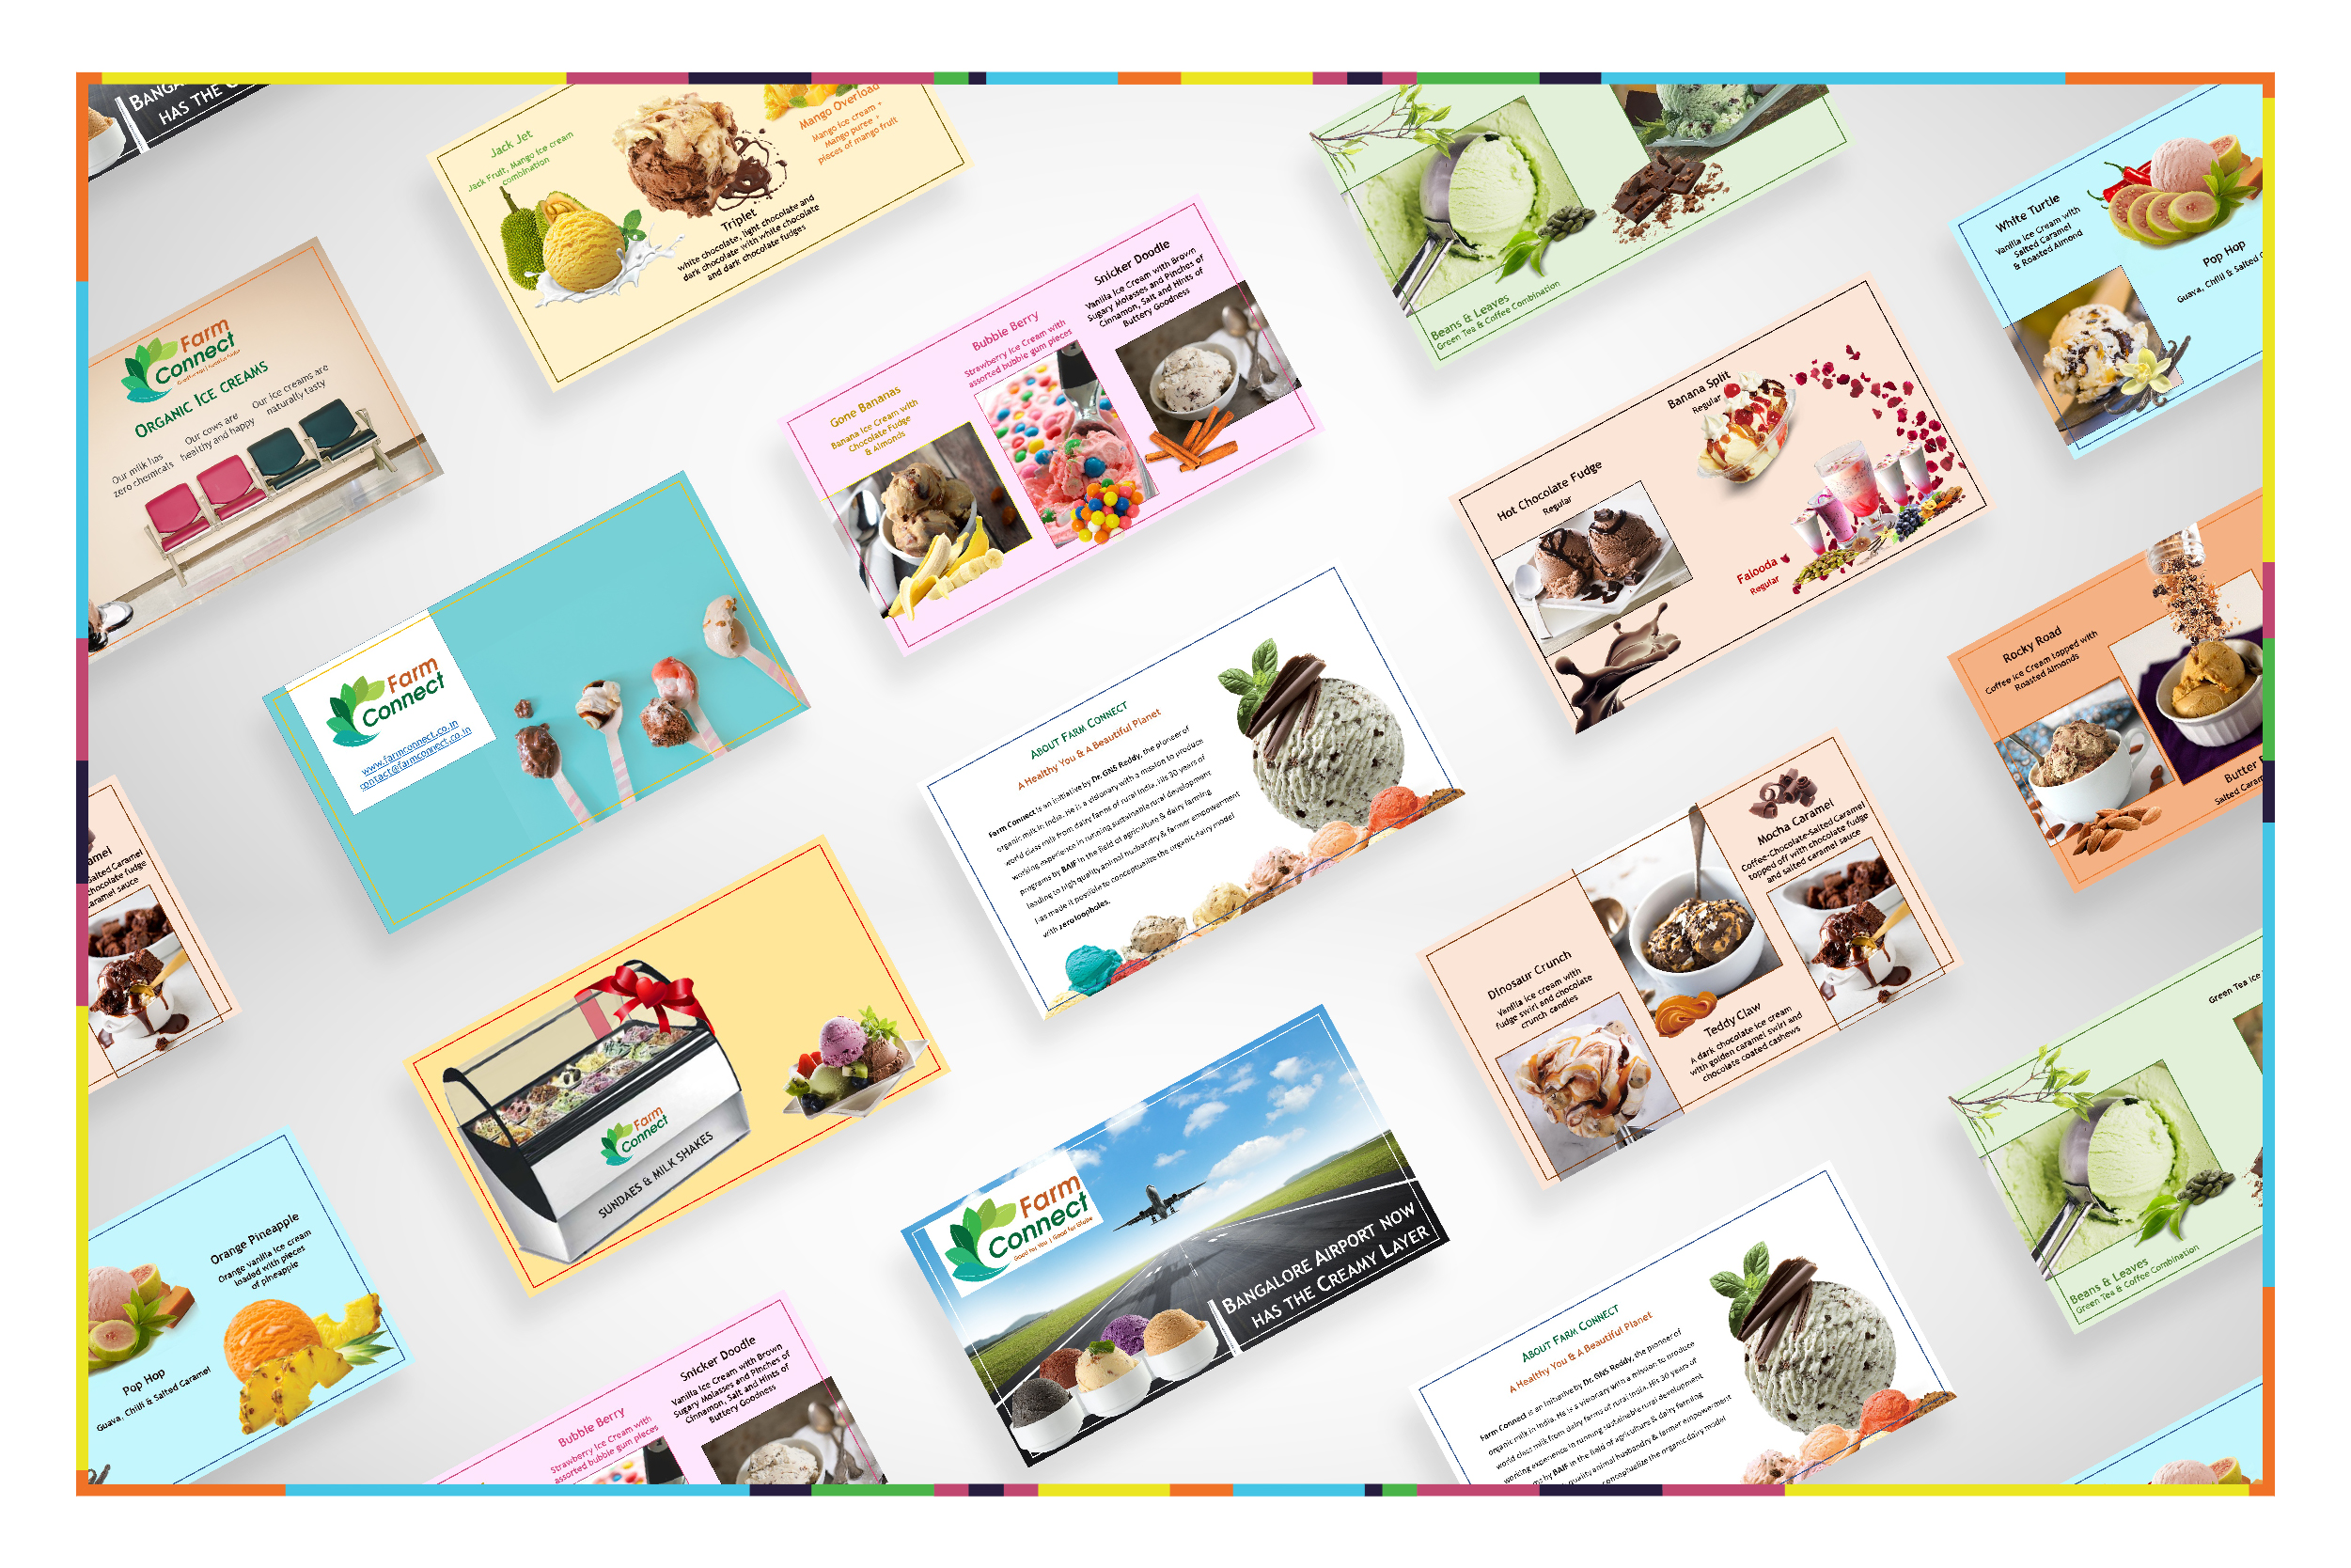 BANGA
HAS THE C
Jack Jet
Jack Fruit, Mango ice cream
combination
Triplet
white chocolate, light chocolate and
dark chocolate with white chocolate
and dark chocolate fudges
Mango Overload
Mango ice cream +
Mango puree +
pieces of mango fruit
Beans & Leaves
Green Tea & Coffee Combination
White Turtle
Vanilla Ice Cream with
Salted Caramel
& Roasted Almond
Pop Hop
Guava, Chilli & Salted C
Farm
Connect
ORGANIC ICE CREAMS
Our milk has
zero chemicals
Our cows are
healthy and happy
Our ice creams are
naturally tasty
Gone Bananas
Banana Ice Cream with
Chocolate Fudge
& Almonds
Bubble Berry
Strawberry Ice Cream with
assorted bubble gum pieces
Snicker Doodle
Vanilla Ice Cream with Brown
Sugary Molasses and Pinches of
Cinnamon, Salt and Hints of
Buttery Goodness
Hot Chocolate Fudge
Regular
Banana Split
Regular
Falooda
Regular
Farm
Connect
www.farmconnect.co.in
contact@farmconnect.co.in
ABOUT FARM CONNECT
A Healthy You & A Beautiful Planet
Farm Connect is an initiative by Dr. GNS Reddy, the pioneer of
organic milk in India. He is a visionary with a mission to produce
world class milk from dairy farms of rural India. His 30 years of
working experience in running sustainable rural development
programs by BAIF in the field of agriculture & dairy farming
leading to high quality animal husbandry & farmer empowerment
has made it possible to conceptualize the organic dairy model
with zero loopholes.
Rocky Road
Coffee Ice Cream topped with
Roasted Almonds
Butter
Salted Caram
amel
Salted Caramel
chocolate fudge
caramel sauce
Farm
Connect
SUNDAES & MILK SHAKES
Dinosaur Crunch
Vanilla ice cream with
fudge swirl and chocolate
crunch candies
Teddy Claw
A dark chocolate ice cream
with golden caramel swirl and
chocolate coated cashews
Mocha Caramel
Coffee-Chocolate-Salted Caramel
topped off with chocolate fudge
and salted caramel sauce
Green Tea Ice
Beans & Leaves
Green Tea & Coffee Combination
Farm
Connect
Good for You | Good for Globe
BANGALORE AIRPORT NOW
HAS THE CREAMY LAYER
Pop Hop
Guava, Chilli & Salted Caramel
Orange Pineapple
Orange Vanilla ice cream
loaded with pieces
of pineapple
Bubble Berry
Strawberry Ice Cream with
assorted bubble gum pieces
Snicker Doodle
Vanilla Ice Cream with Brown
Sugary Molasses and Pinches of
Cinnamon, Salt and Hints of
Buttery Goodness
ABOUT FARM CONNECT
A Healthy You & A Beautiful Planet
Farm Connect is an initiative by Dr. GNS Reddy, the pioneer of
organic milk in India. He is a visionary with a mission to produce
world class milk from dairy farms of rural India. His 30 years of
working experience in running sustainable rural development
by BAIF in the field of agriculture & dairy farming
quality animal husbandry & farmer empowerment
conceptualize the organic dairy model